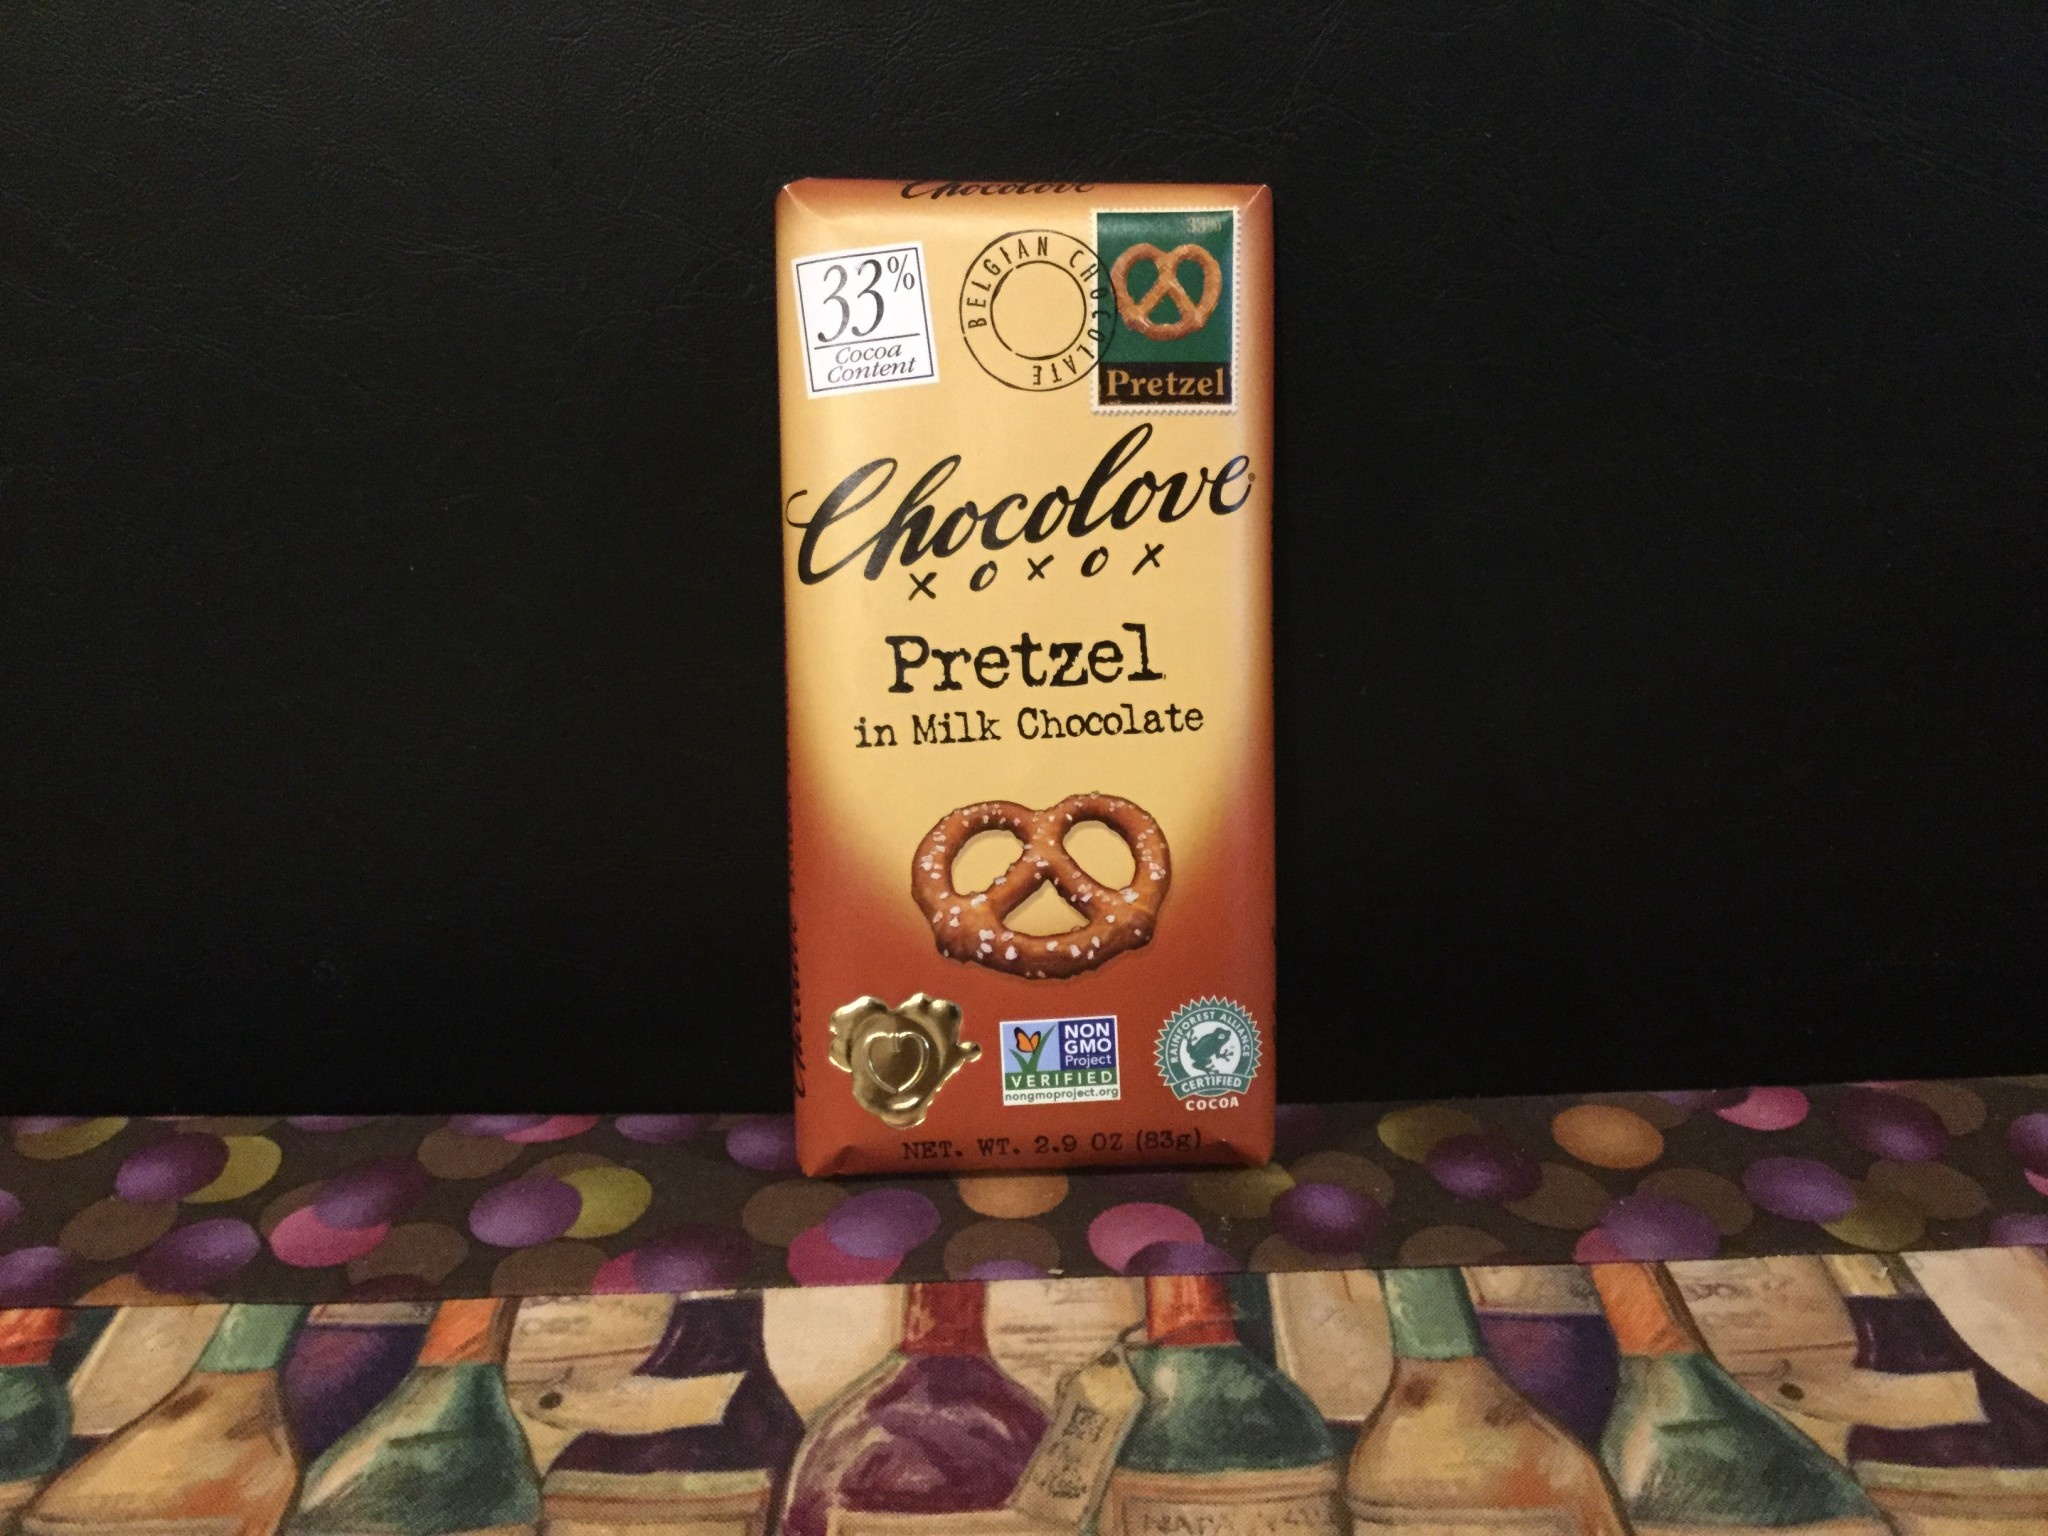 Chocolove
33%
Cocoa
Content
BELGIAN CHOCOLATE
33%
Pretzel
Chocolove
XOXOX
Pretzel
in Milk Chocolate
NON
GMO
Project
VERIFIED
nongmoproject.org
RAINFOREST ALLIANCE
CERTIFIED
COCOA
NET. WT. 2.9 OZ (83g)